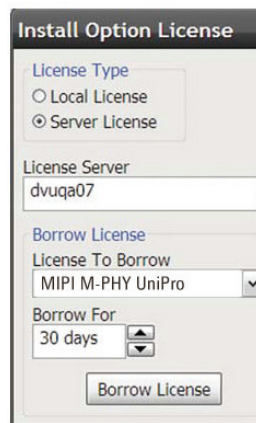 Install Option License
License Type
Local License
Server License
License Server
dvuqa07
Borrow License
License To Borrow
MIPI M-PHY UniPro
Borrow For
30 days
Borrow License